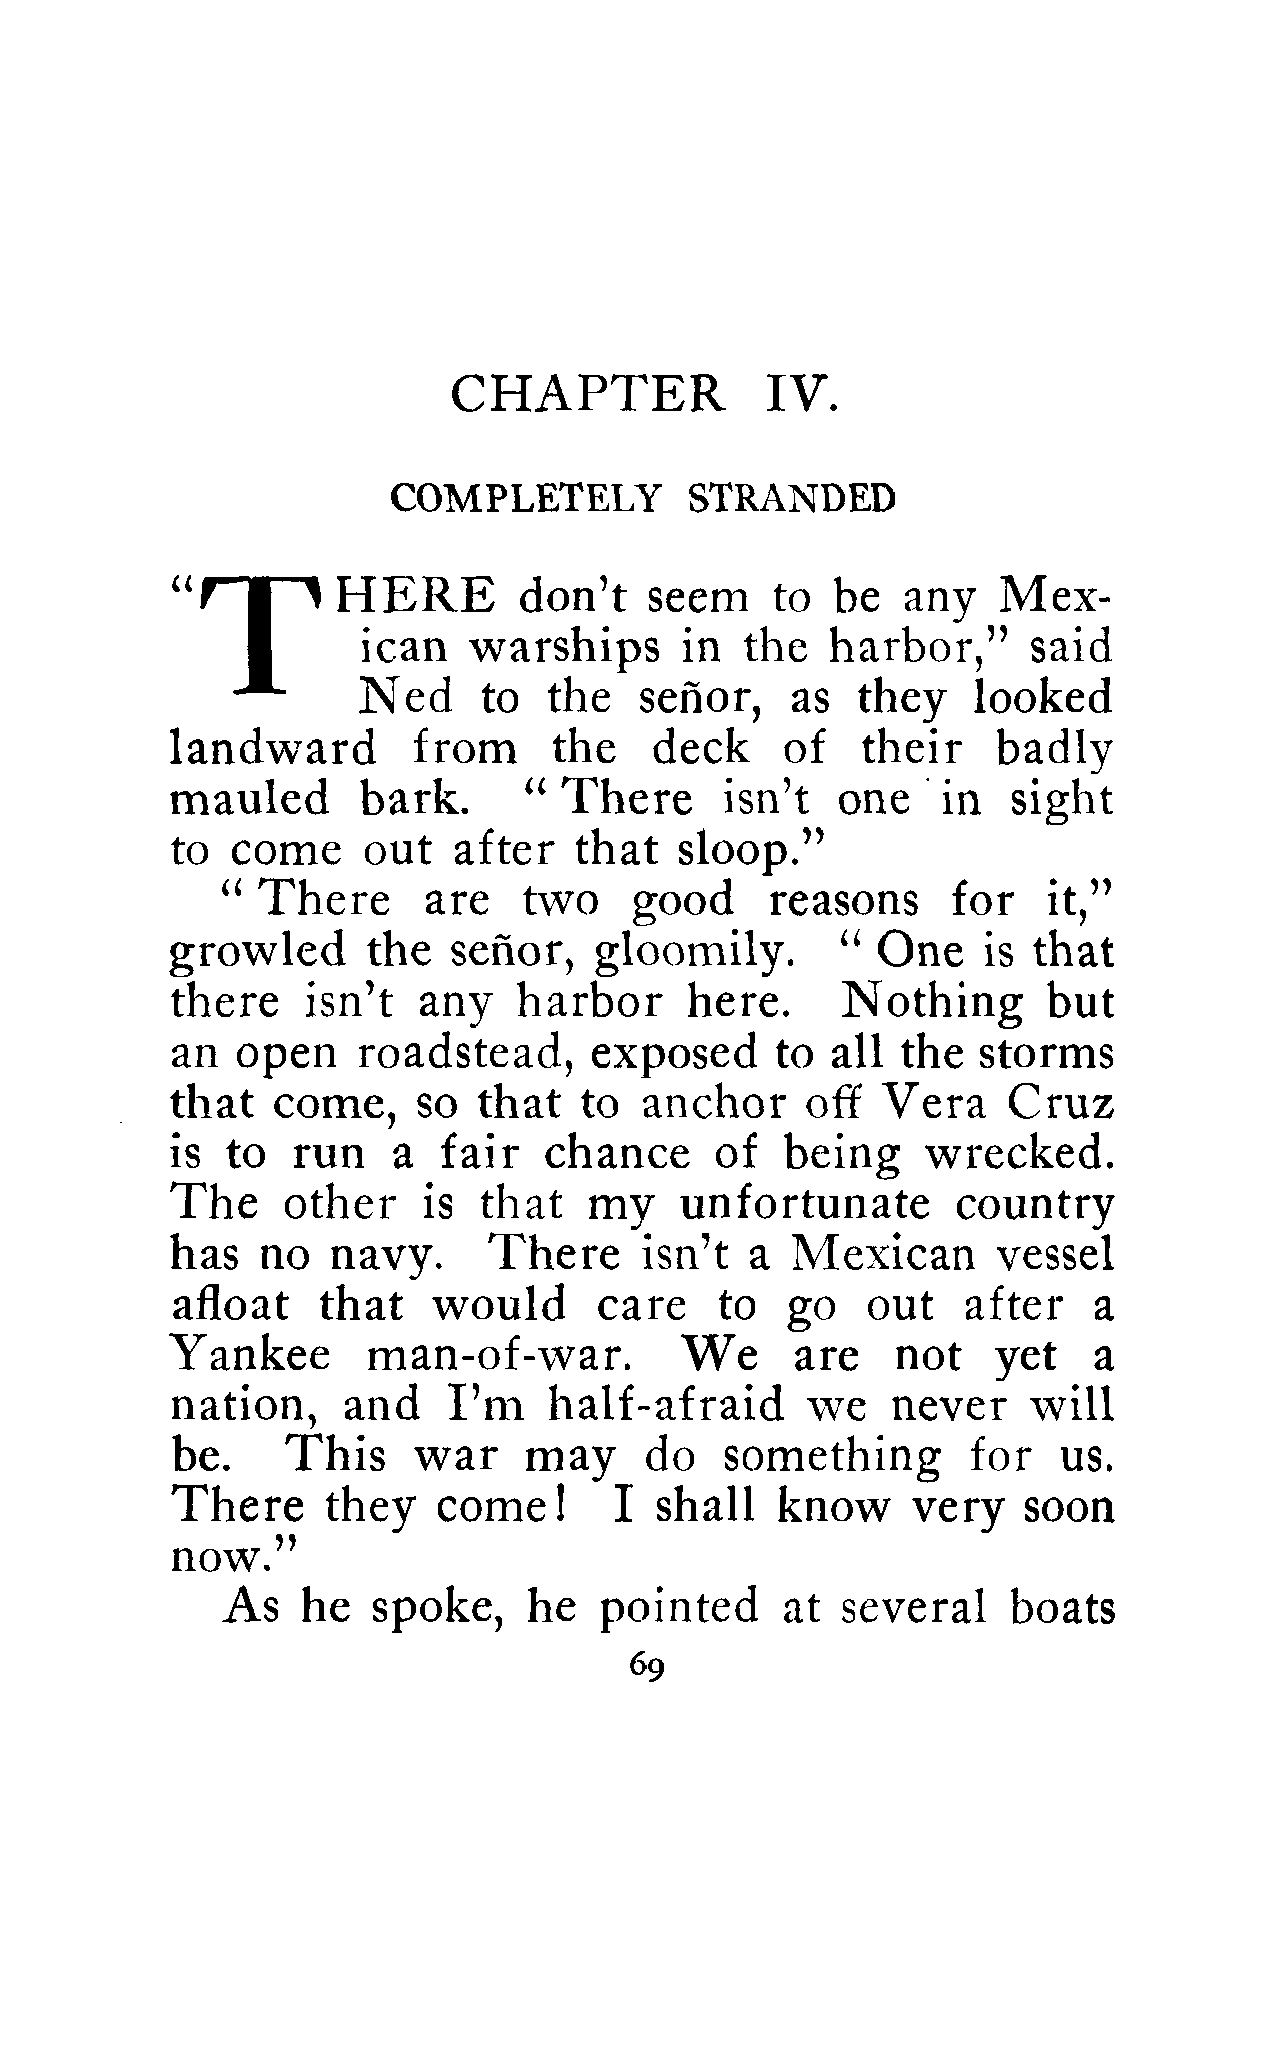 CHAPTER IV.
COMPLETELY STRANDED
“THERE don’t seem to be any Mex-
ican warships in the harbor,” said
Ned to the señor, as they looked
landward from the deck of their badly
mauled bark. “There isn’t one in sight
to come out after that sloop.”
“There are two good reasons for it,”
growled the señor, gloomily. “One is that
there isn’t any harbor here. Nothing but
an open roadstead, exposed to all the storms
that come, so that to anchor off Vera Cruz
is to run a fair chance of being wrecked.
The other is that my unfortunate country
has no navy. There isn’t a Mexican vessel
afloat that would care to go out after a
Yankee man-of-war. We are not yet a
nation, and I’m half-afraid we never will
be. This war may do something for us.
There they come! I shall know very soon
now.”
As he spoke, he pointed at several boats
69